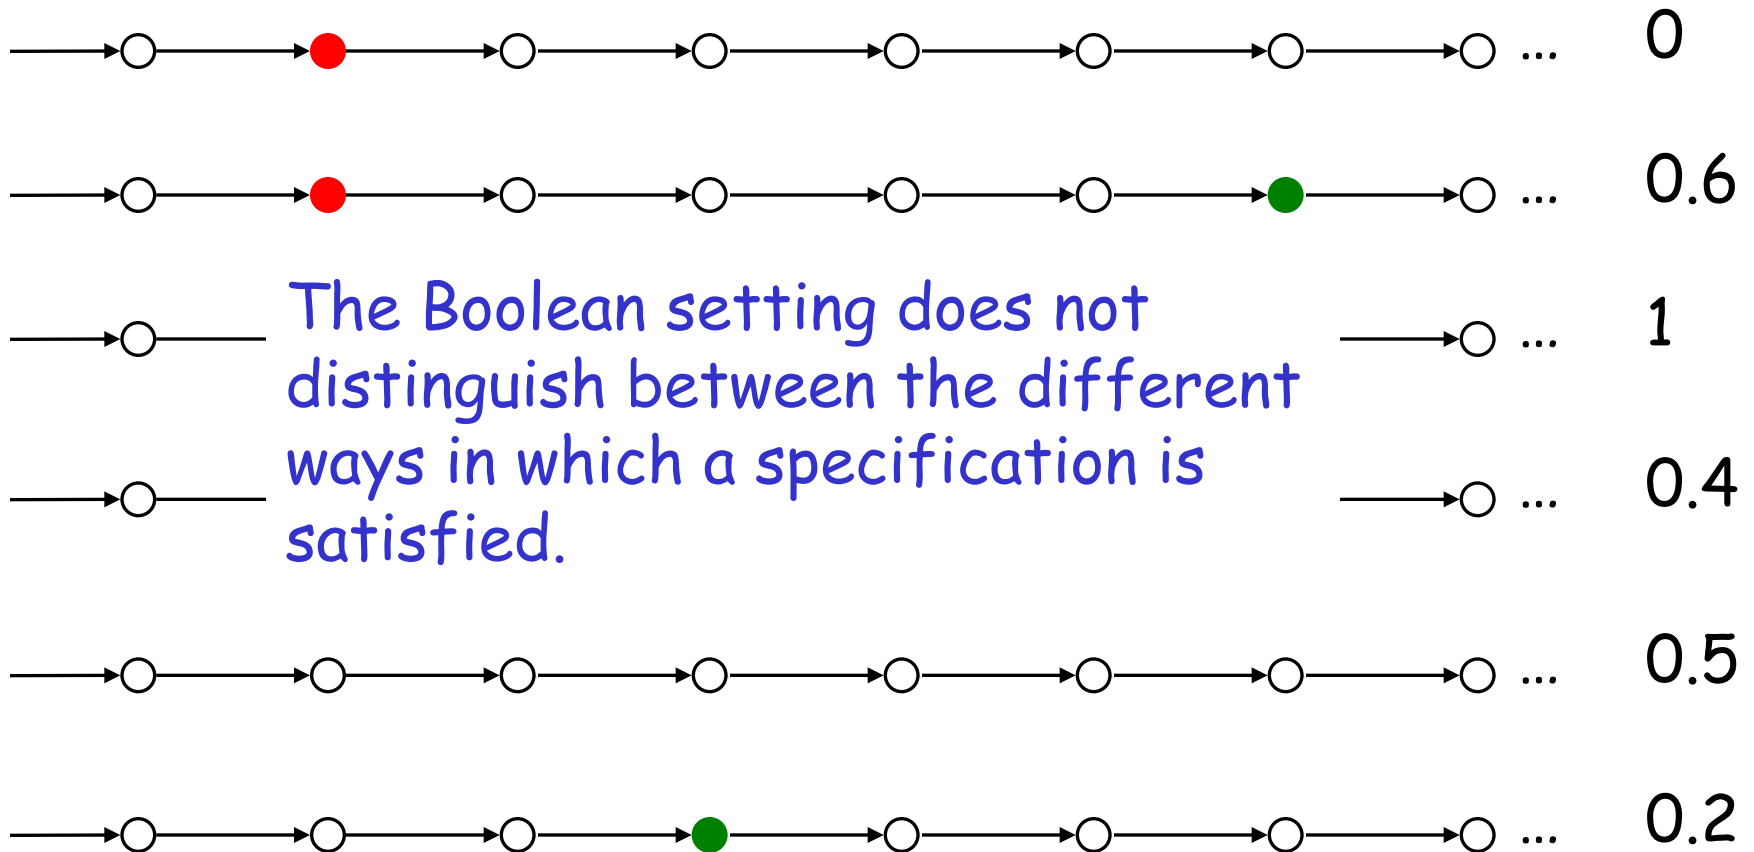 ... 0
... 0.6
The Boolean setting does not
... 1
distinguish between the different
ways in which a specification is
... 0.4
satisfied.
... 0.5
... 0.2